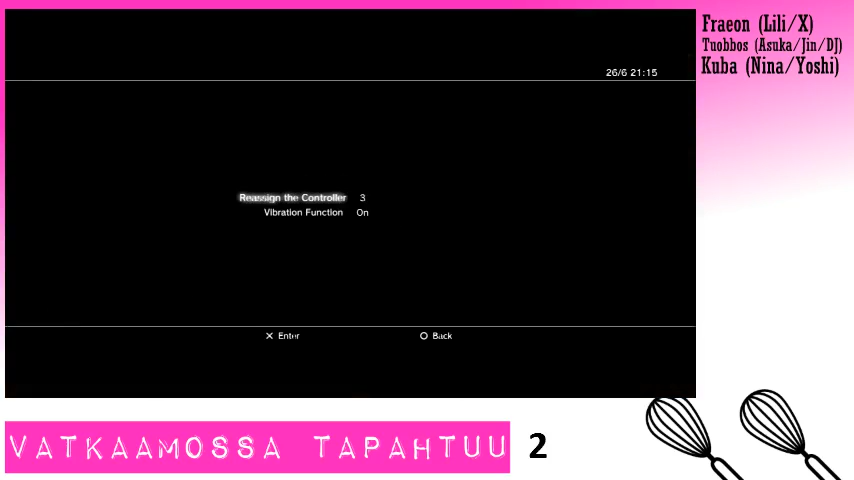 Fraeon (Lili/X)
Tuobbos (Asuka/Jin/DJ)
Kuba (Nina/Yoshi)
26/6 21:15
Reassign the Controller 3
Vibration Function On
X Enter
O Back
VATKAAMOSSA TAPAHTUU 2